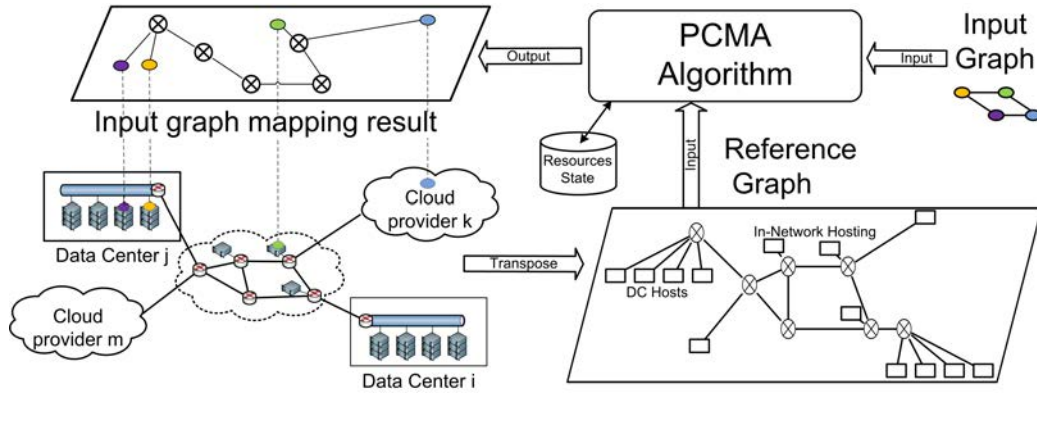 PCMA
Algorithm
Output
Input
Input
Graph
Input graph mapping result
Resources
State
Input
Reference
Graph
Cloud
provider k
Data Center j
Transpose
In-Network Hosting
DC Hosts
Cloud
provider m
Data Center i